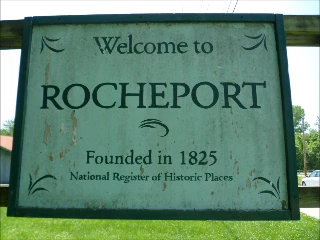 Welcome to
ROCHEPORT
Founded in 1825
National Register of Historic Places